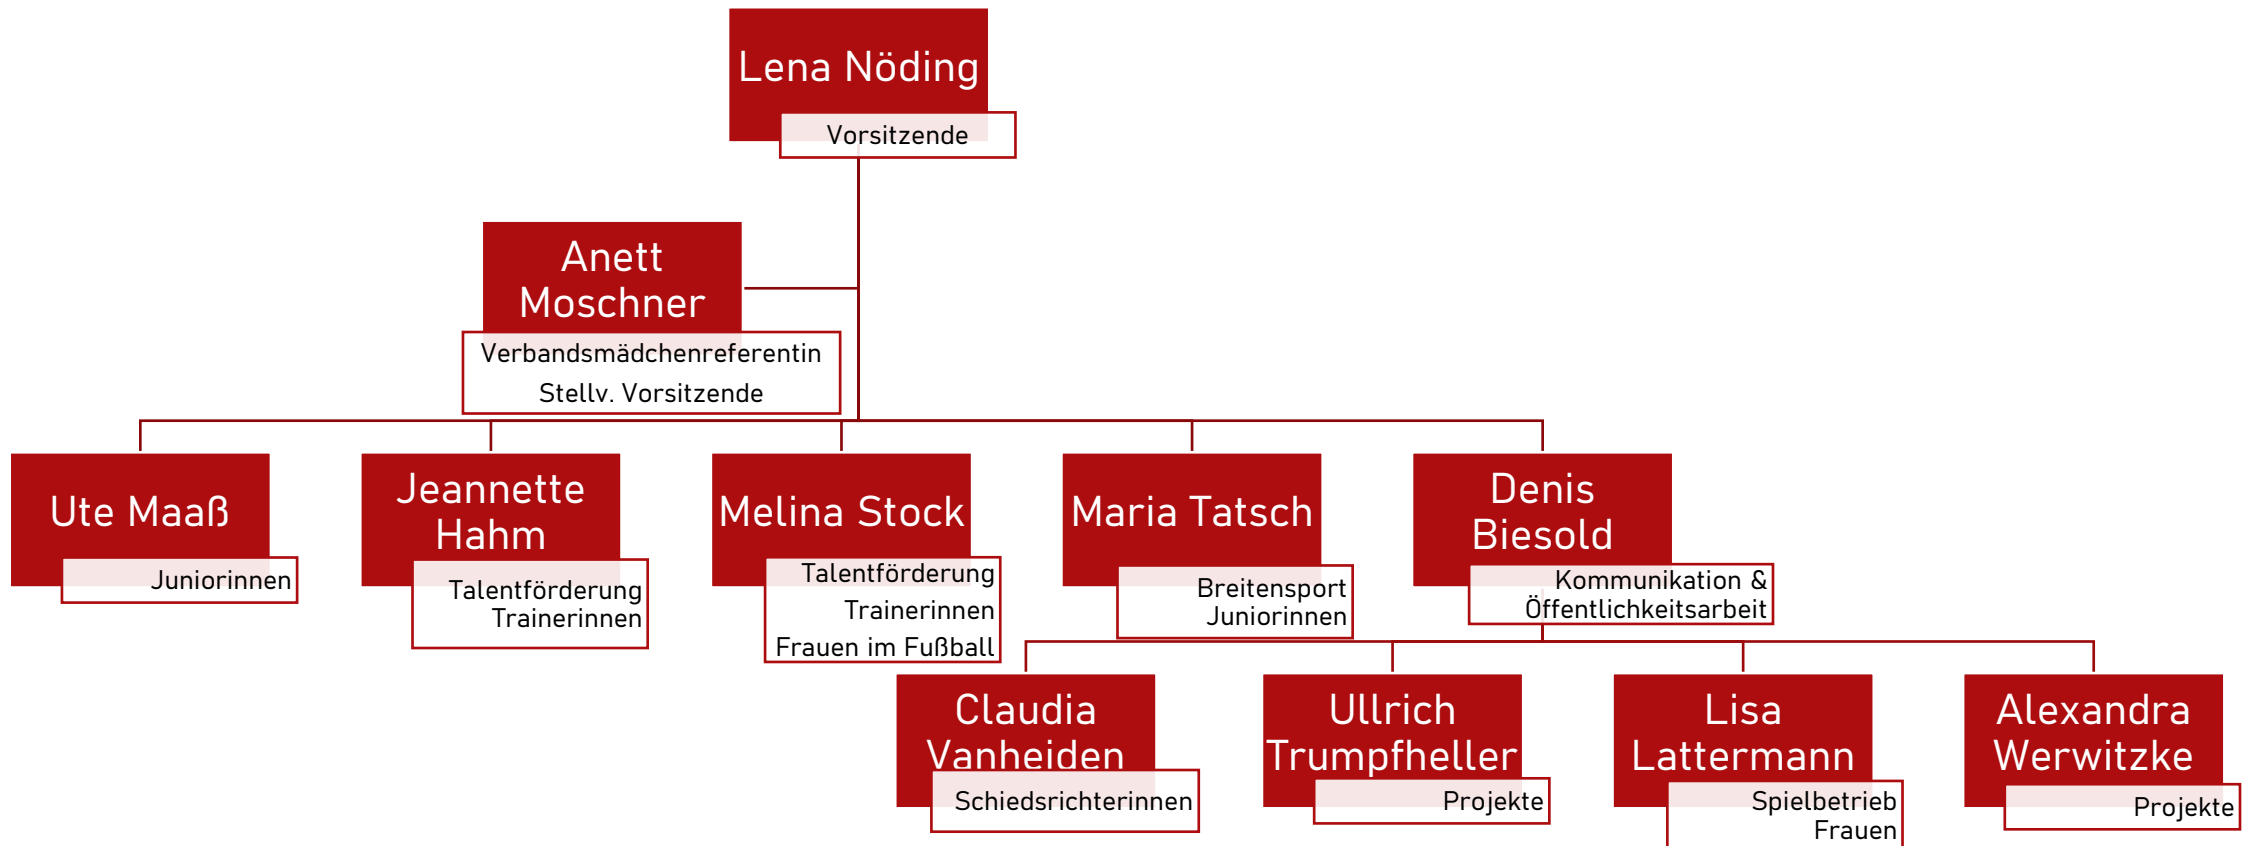 Lena Nöding
Vorsitzende
Anett
Moschner
Verbandsmädchenreferentin
Stellv. Vorsitzende
Ute Maaß
Juniorinnen
Jeannette
Hahm
Talentförderung
Trainerinnen
Melina Stock
Talentförderung
Trainerinnen
Frauen im Fußball
Maria Tatsch
Breitensport
Juniorinnen
Denis
Biesold
Kommunikation &
Öffentlichkeitsarbeit
Claudia
Vanheiden
Schiedsrichterinnen
Ullrich
Trumpfheller
Projekte
Lisa
Lattermann
Spielbetrieb
Frauen
Alexandra
Werwitzke
Projekte